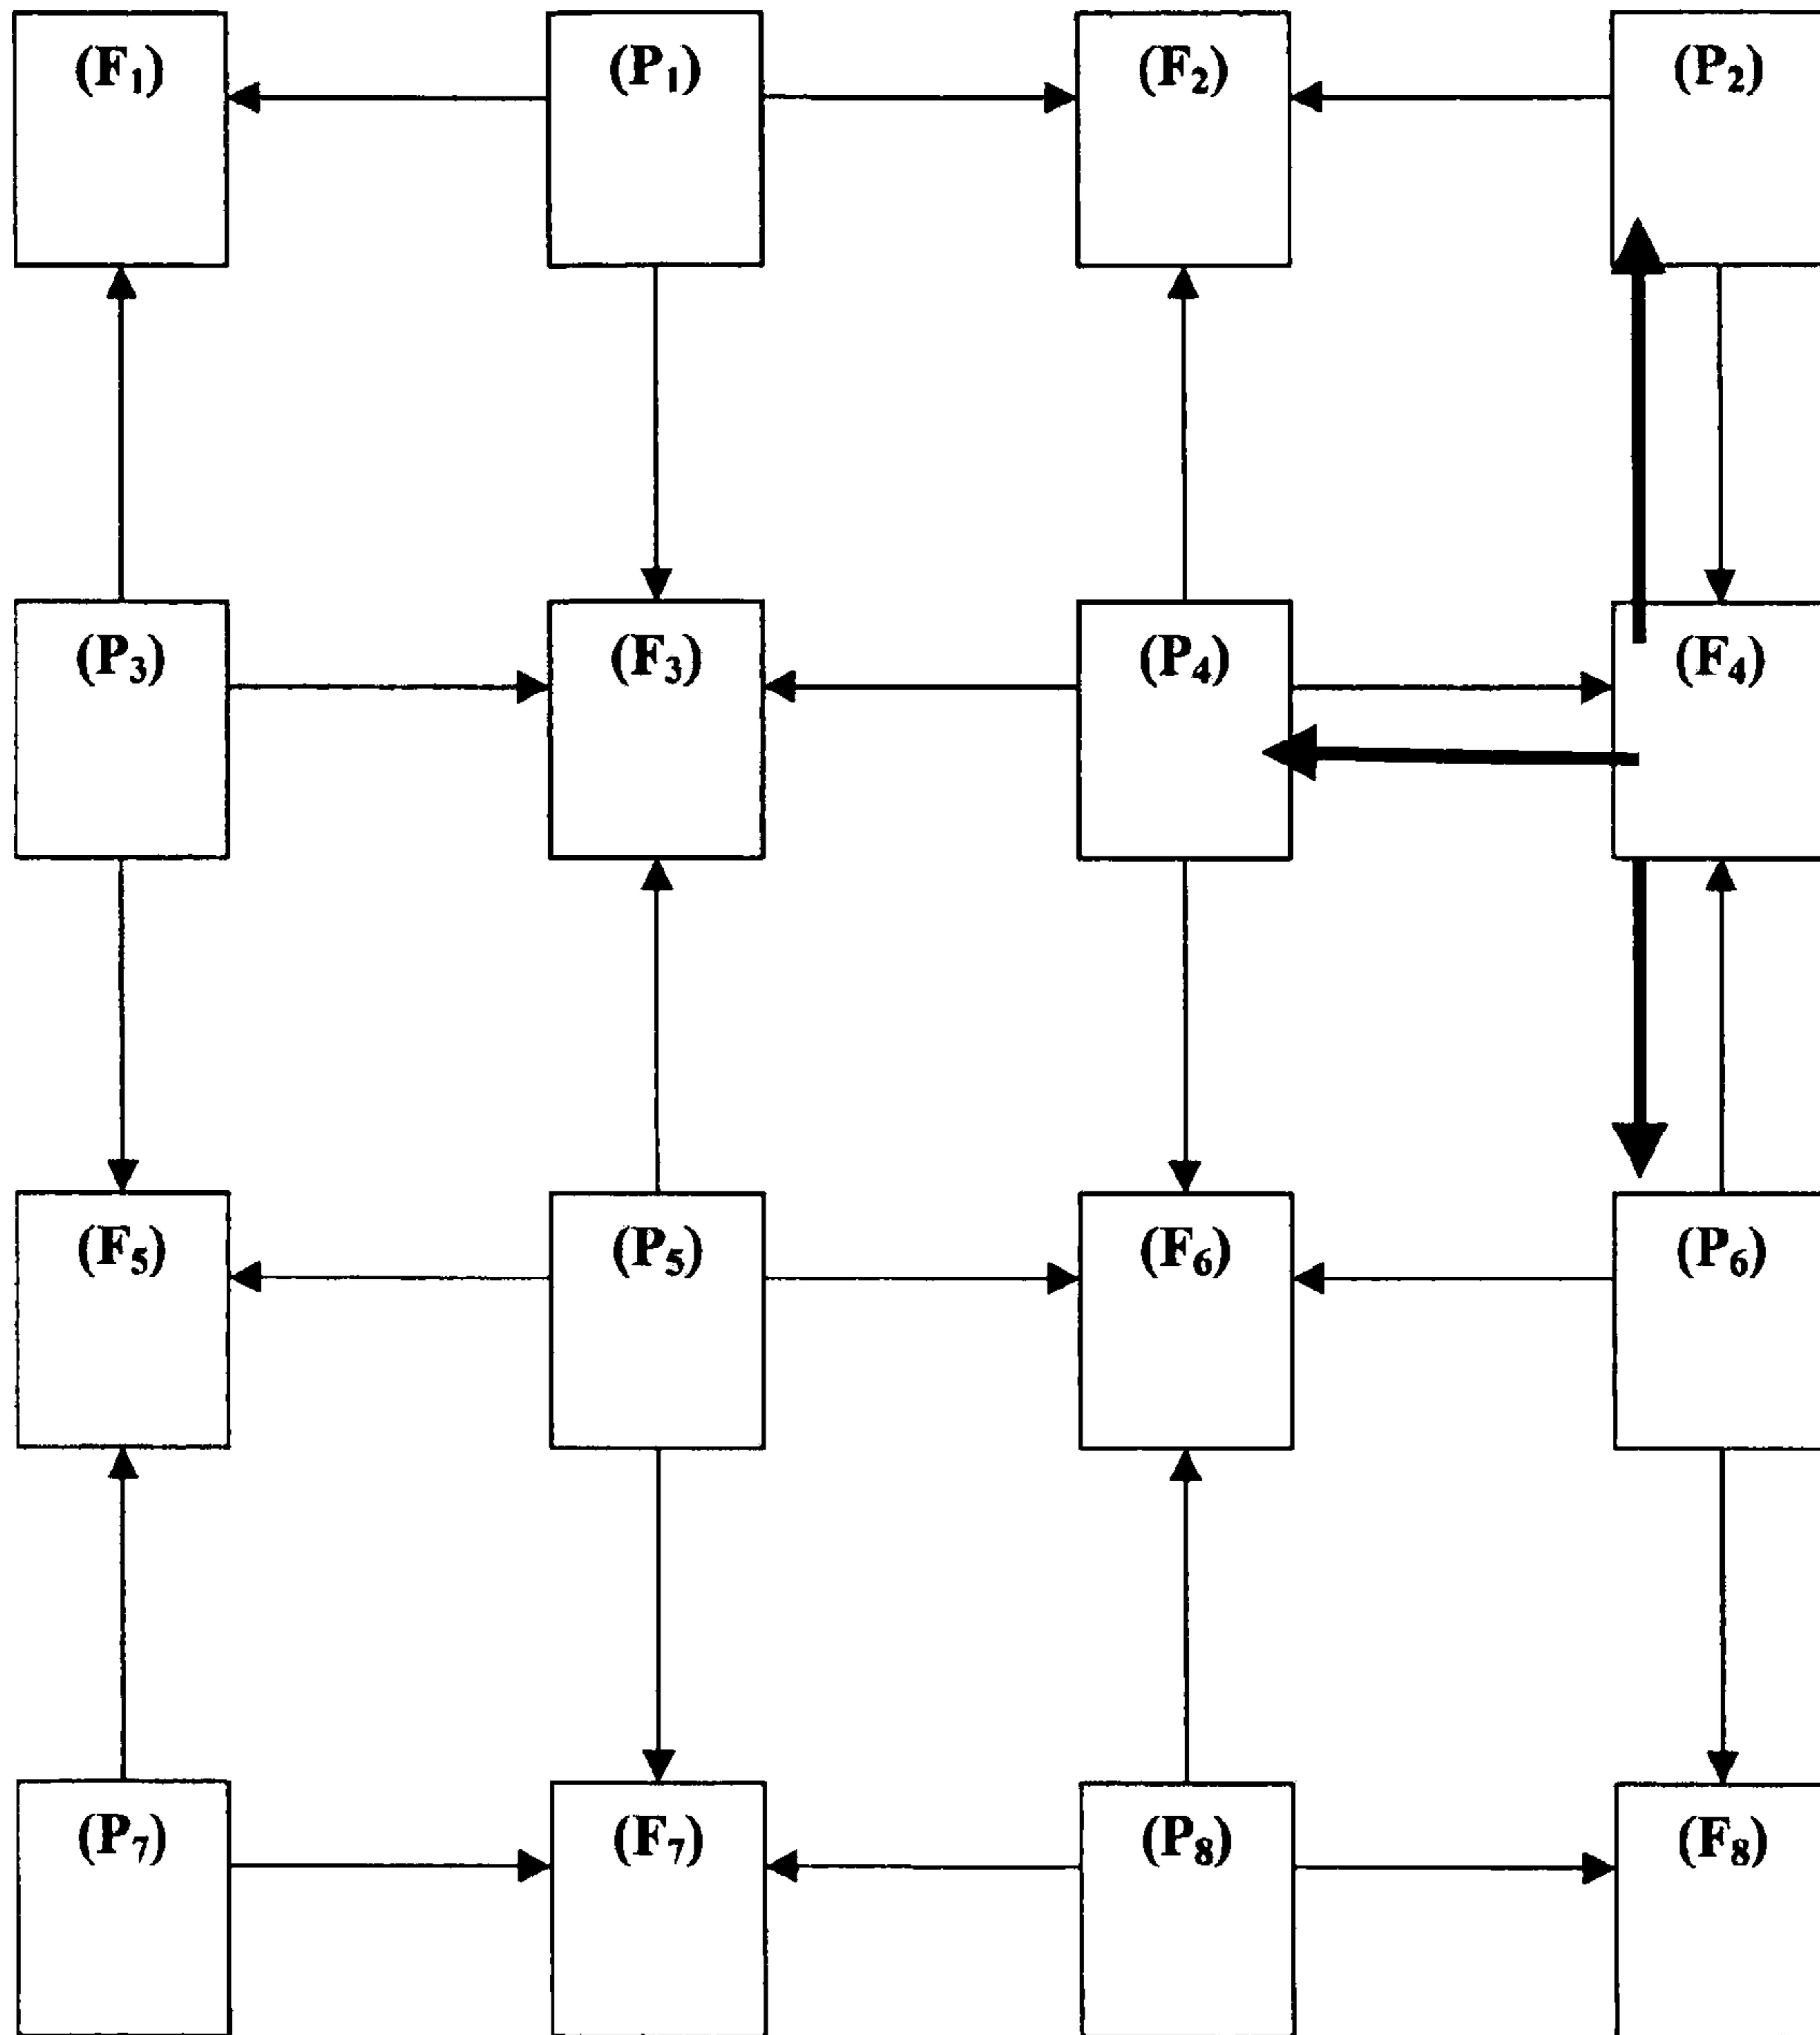 (F₁) (P₁) (F₂) (P₂)
(P₃) (F₃) (P₄) (F₄)
(F₅) (P₅) (F₆) (P₆)
(P₇) (F₇) (P₈) (F₈)